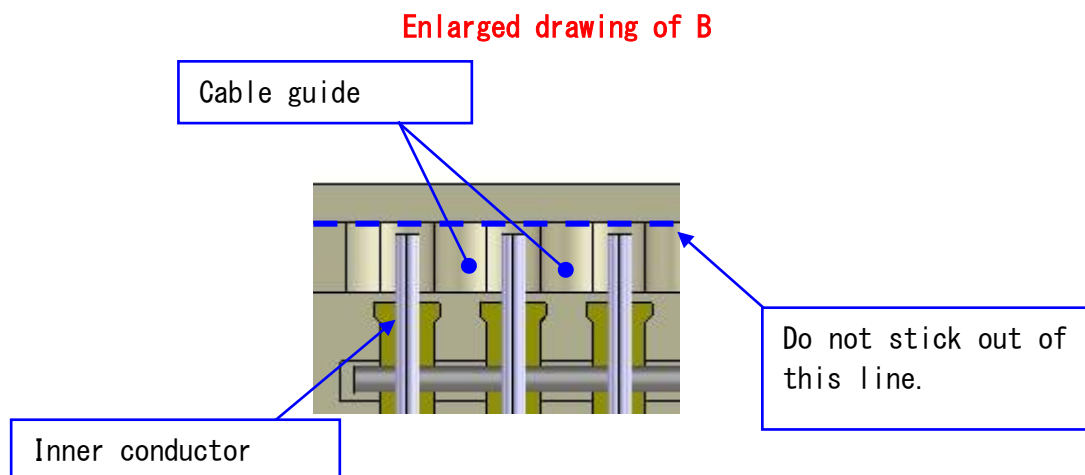 Enlarged drawing of B
Cable guide
Do not stick out of
this line.
Inner conductor